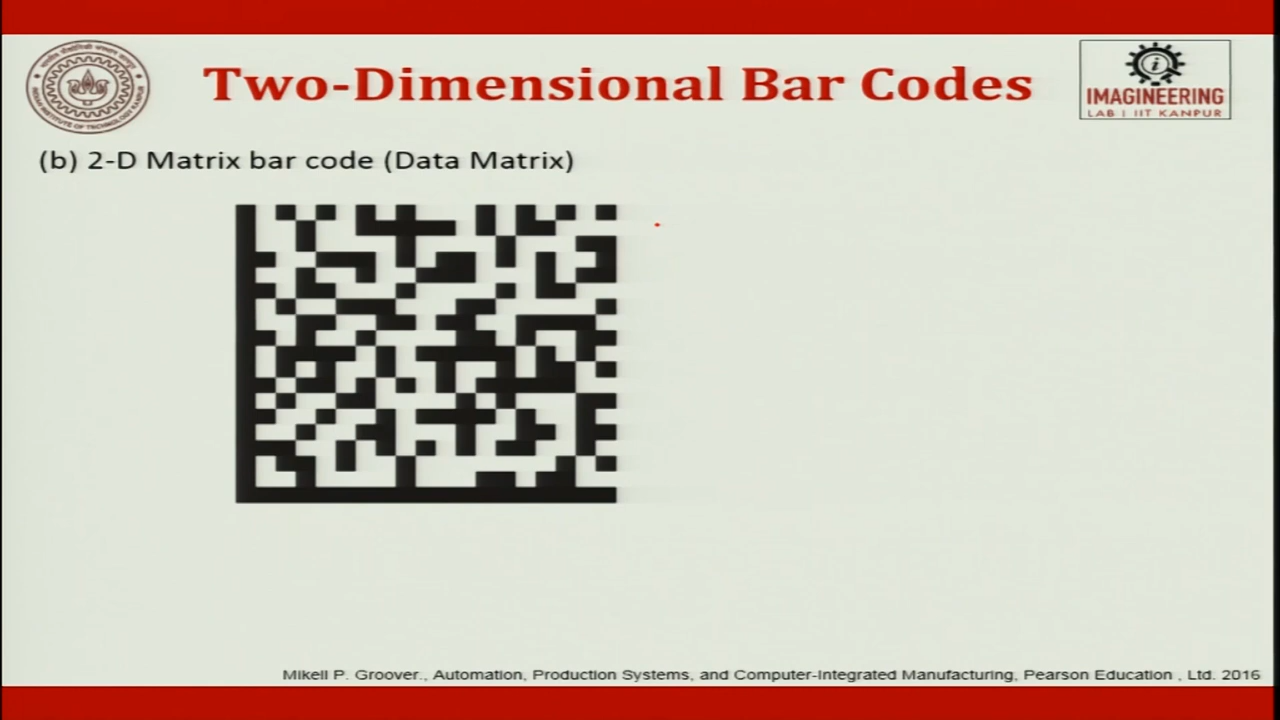 Two-Dimensional Bar Codes
IMAGINEERING
LAB | IIT KANPUR
(b) 2-D Matrix bar code (Data Matrix)
Mikell P. Groover., Automation, Production Systems, and Computer-Integrated Manufacturing, Pearson Education , Ltd. 2016